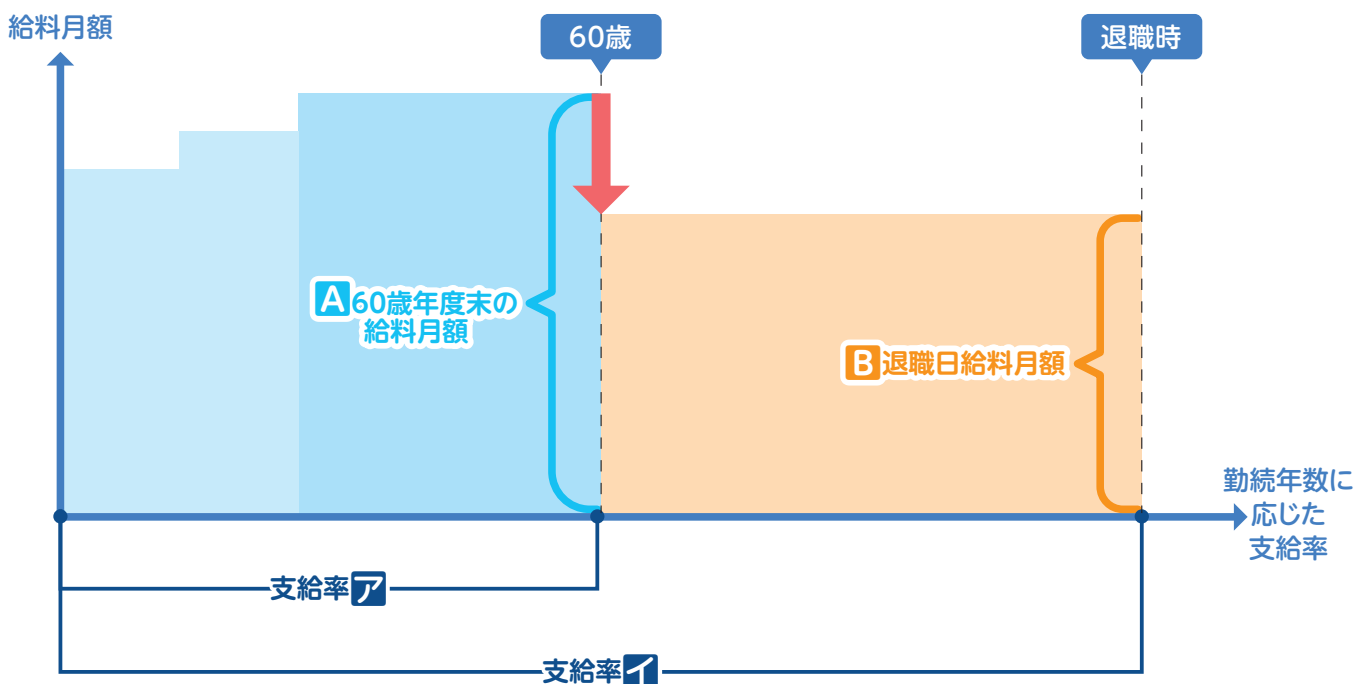 給料月額
60歳
退職時
A 60歳年度末の
給料月額
B 退職日給料月額
勤続年数に
応じた
支給率
支給率ア
支給率イ